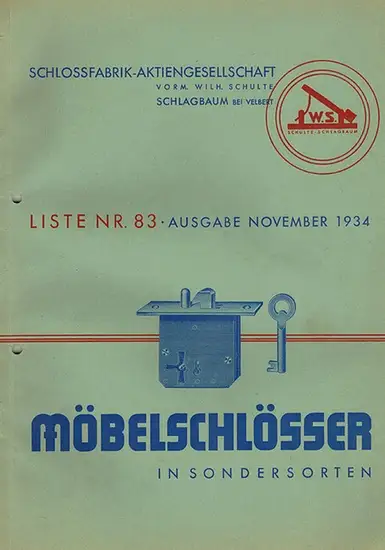 SCHLOSSFABRIK-AKTIENGESELLSCHAFT
VORM. WILH. SCHULTE
SCHLAGBAUM BEI VELBERT
W.S.
SCHULTE-SCHLAGBAUM
LISTE NR. 83 · AUSGABE NOVEMBER 1934
MÖBELSCHLÖSSER
IN SONDERSORTEN